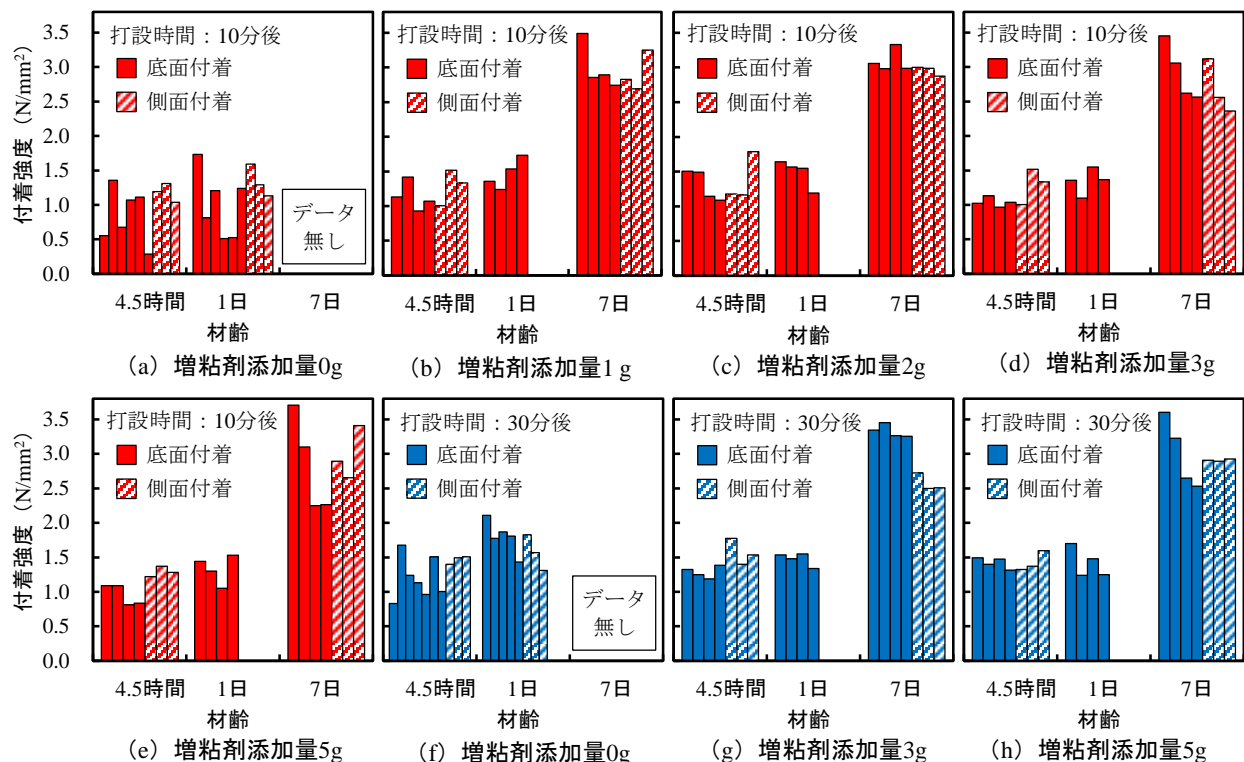 付着強度（N/mm²）
3.5
3.0
2.5
2.0
1.5
1.0
0.5
0.0
打設時間：10分後
底面付着
側面付着
データ
無し
4.5時間 1日 7日
材齢
（a）増粘剤添加量0g
打設時間：10分後
底面付着
側面付着
4.5時間 1日 7日
材齢
（b）増粘剤添加量1 g
打設時間：10分後
底面付着
側面付着
4.5時間 1日 7日
材齢
（c）増粘剤添加量2g
打設時間：10分後
底面付着
側面付着
4.5時間 1日 7日
材齢
（d）増粘剤添加量3g
付着強度（N/mm²）
3.5
3.0
2.5
2.0
1.5
1.0
0.5
0.0
打設時間：10分後
底面付着
側面付着
4.5時間 1日 7日
材齢
（e）増粘剤添加量5g
打設時間：30分後
底面付着
側面付着
データ
無し
4.5時間 1日 7日
材齢
（f）増粘剤添加量0g
打設時間：30分後
底面付着
側面付着
4.5時間 1日 7日
材齢
（g）増粘剤添加量3g
打設時間：30分後
底面付着
側面付着
4.5時間 1日 7日
材齢
（h）増粘剤添加量5g